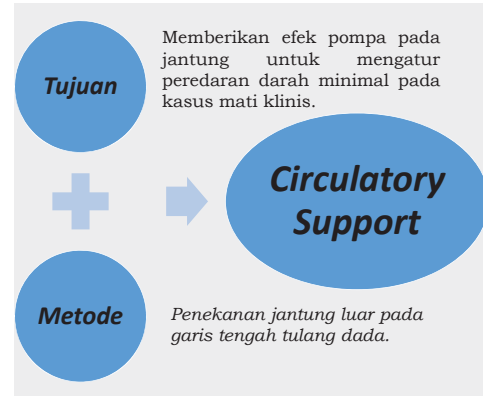 Tujuan
Memberikan efek pompa pada
jantung untuk mengatur
peredaran darah minimal pada
kasus mati klinis.
Circulatory
Support
Metode
Penekanan jantung luar pada
garis tengah tulang dada.